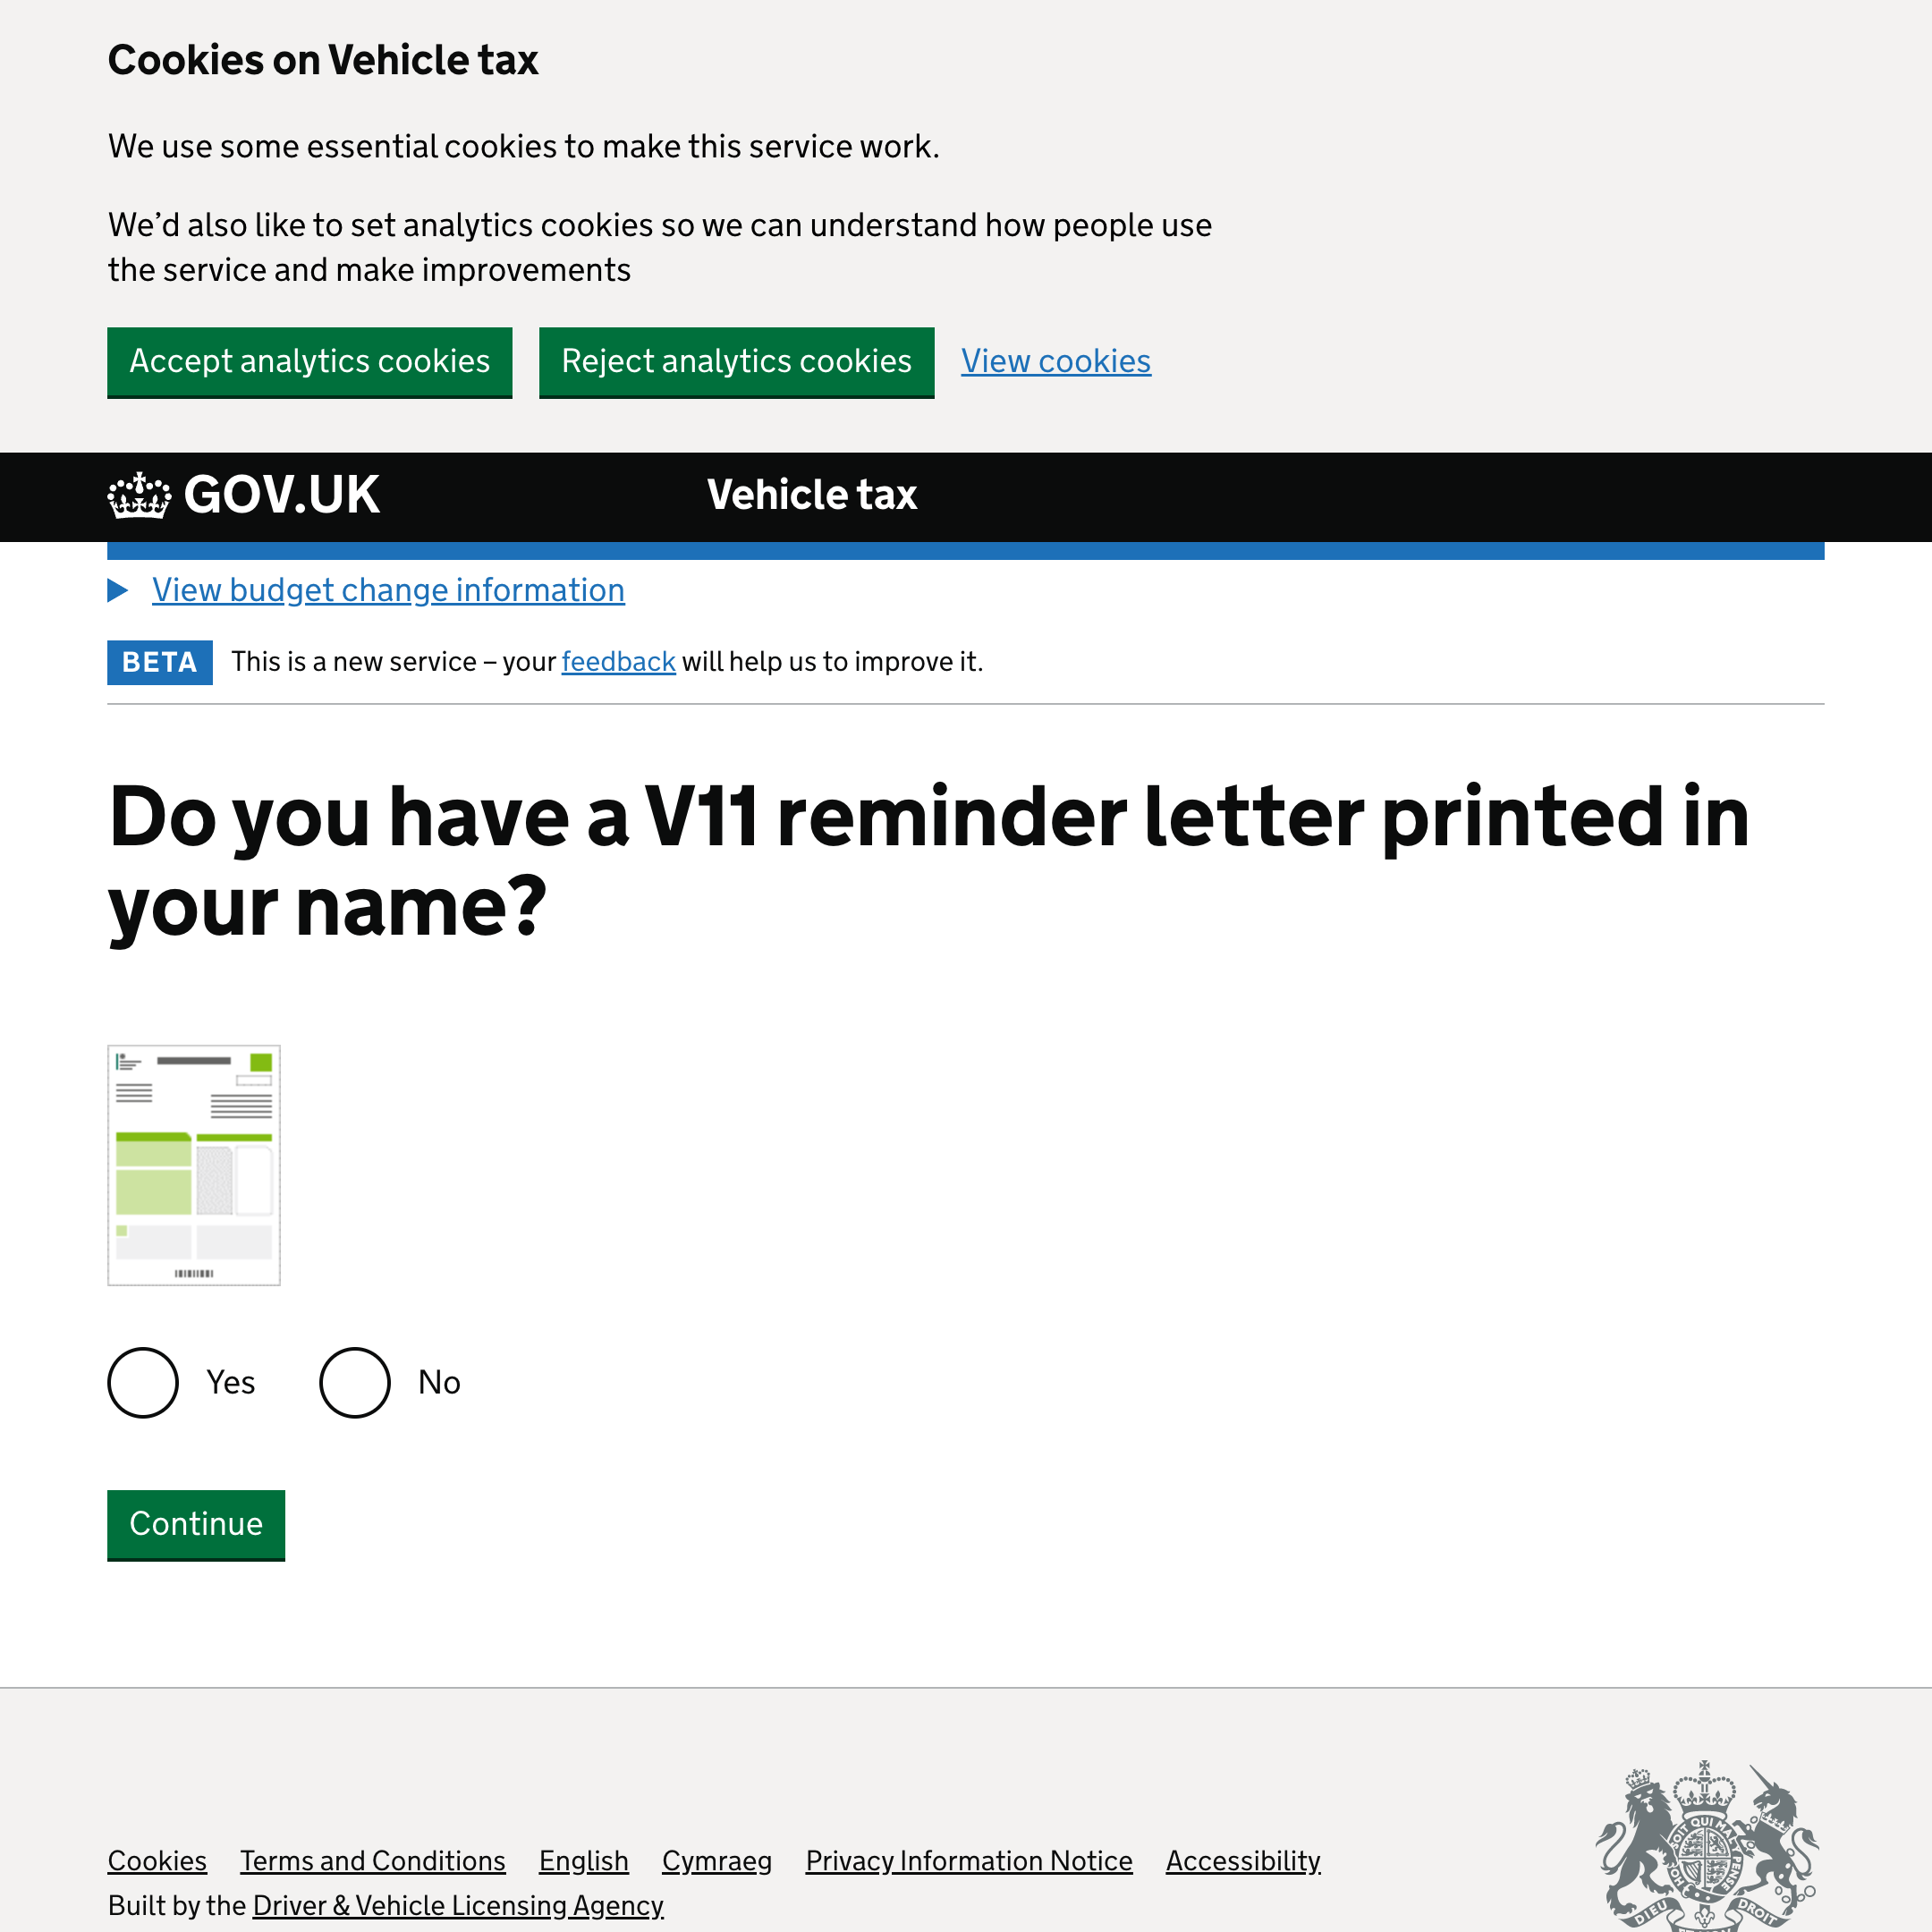 Cookies on Vehicle tax
We use some essential cookies to make this service work.
We’d also like to set analytics cookies so we can understand how people use
the service and make improvements
Accept analytics cookies Reject analytics cookies View cookies
GOV.UK Vehicle tax
View budget change information
BETA This is a new service – your feedback will help us to improve it.
Do you have a V11 reminder letter printed in
your name?
Yes No
Continue
Cookies Terms and Conditions English Cymraeg Privacy Information Notice Accessibility
Built by the Driver & Vehicle Licensing Agency
DIEU DROIT